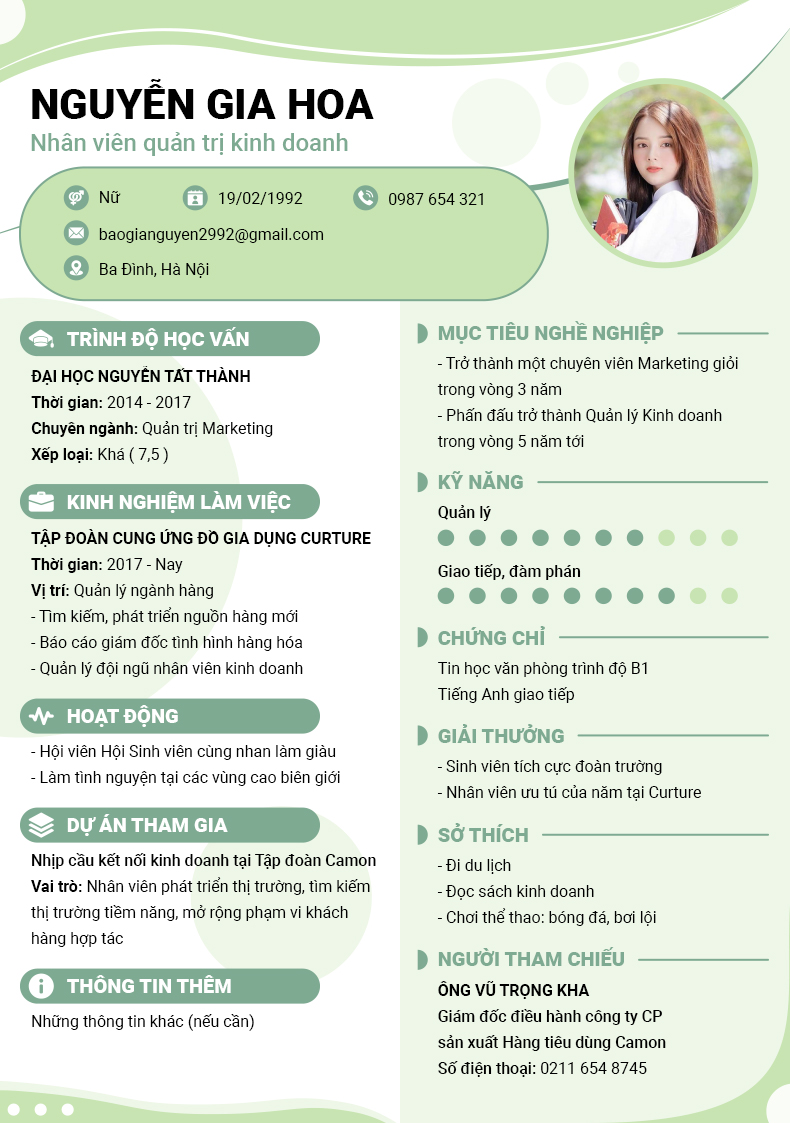 NGUYỄN GIA HOA
Nhân viên quản trị kinh doanh
Nữ
19/02/1992
0987 654 321
baogianguyen2992@gmail.com
Ba Đình, Hà Nội
TRÌNH ĐỘ HỌC VẤN
ĐẠI HỌC NGUYỄN TẤT THÀNH
Thời gian: 2014 - 2017
Chuyên ngành: Quản trị Marketing
Xếp loại: Khá ( 7,5 )
KINH NGHIỆM LÀM VIỆC
TẬP ĐOÀN CUNG ỨNG ĐỒ GIA DỤNG CURTURE
Thời gian: 2017 - Nay
Vị trí: Quản lý ngành hàng
- Tìm kiếm, phát triển nguồn hàng mới
- Báo cáo giám đốc tình hình hàng hóa
- Quản lý đội ngũ nhân viên kinh doanh
HOẠT ĐỘNG
- Hội viên Hội Sinh viên cùng nhan làm giàu
- Làm tình nguyện tại các vùng cao biên giới
DỰ ÁN THAM GIA
Nhịp cầu kết nối kinh doanh tại Tập đoàn Camon
Vai trò: Nhân viên phát triển thị trường, tìm kiếm
thị trường tiềm năng, mở rộng phạm vi khách
hàng hợp tác
THÔNG TIN THÊM
Những thông tin khác (nếu cần)
MỤC TIÊU NGHỀ NGHIỆP
- Trở thành một chuyên viên Marketing giỏi
trong vòng 3 năm
- Phấn đấu trở thành Quản lý Kinh doanh
trong vòng 5 năm tới
KỸ NĂNG
Quản lý
Giao tiếp, đàm phán
CHỨNG CHỈ
Tin học văn phòng trình độ B1
Tiếng Anh giao tiếp
GIẢI THƯỞNG
- Sinh viên tích cực đoàn trường
- Nhân viên ưu tú của năm tại Curture
SỞ THÍCH
- Đi du lịch
- Đọc sách kinh doanh
- Chơi thể thao: bóng đá, bơi lội
NGƯỜI THAM CHIẾU
ÔNG VŨ TRỌNG KHA
Giám đốc điều hành công ty CP
sản xuất Hàng tiêu dùng Camon
Số điện thoại: 0211 654 8745